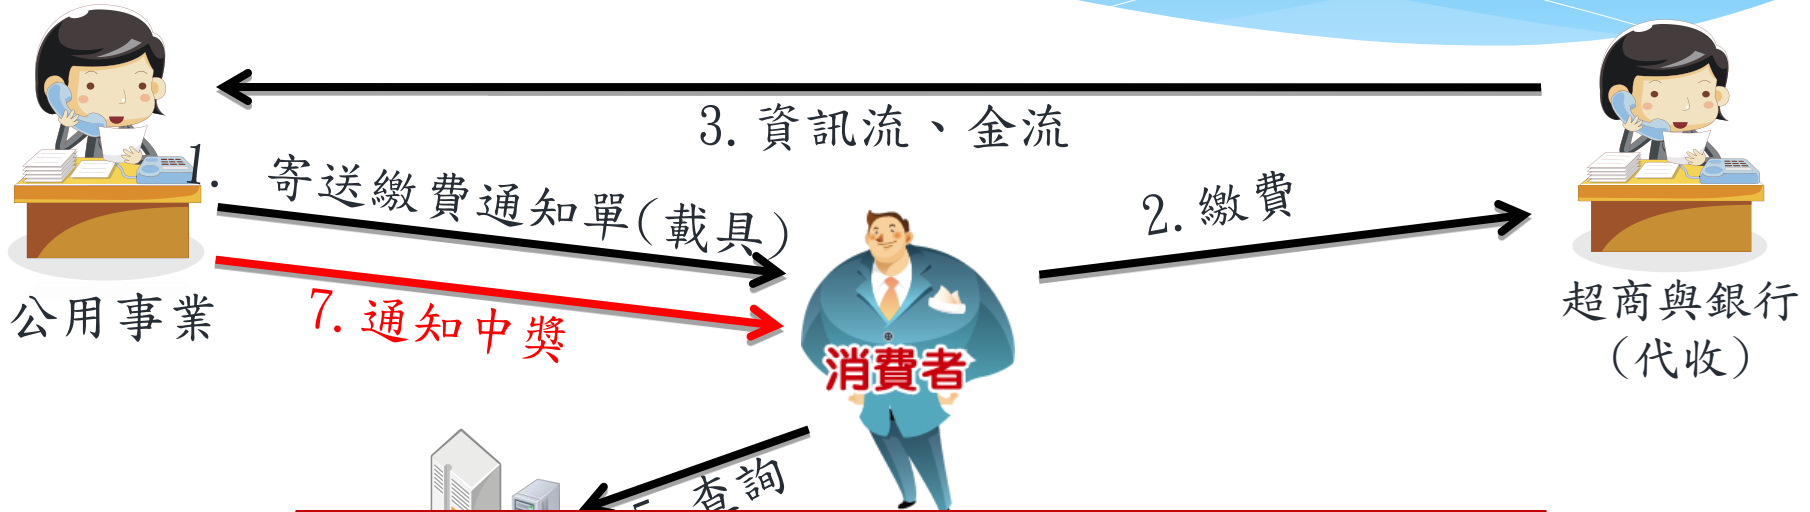 3.資訊流、金流
1. 寄送繳費通知單(載具)
2.繳費
公用事業
7.通知中獎
消費者
超商與銀行
(代收)
查詢